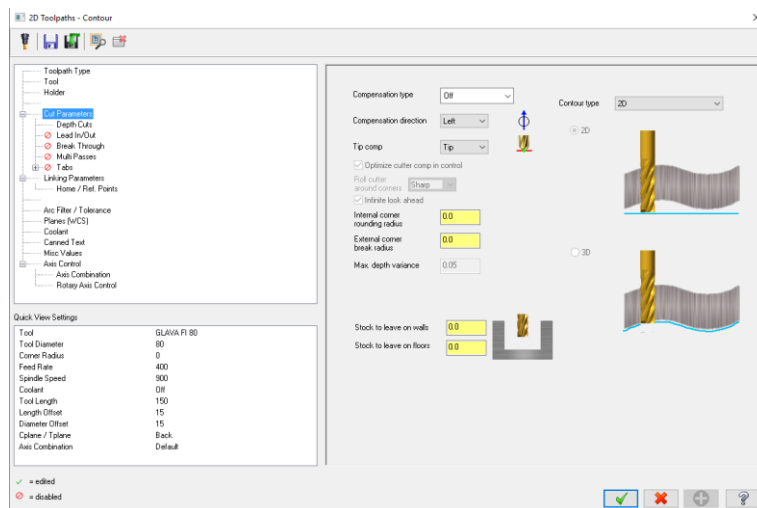 2D Toolpaths - Contour
Toolpath Type
Tool
Holder
Cut Parameters
Depth Cuts
Lead In/Out
Break Through
Multi Passes
Tabs
Linking Parameters
Home / Ref. Points
Arc Filter / Tolerance
Planes (WCS)
Coolant
Canned Text
Misc Values
Axis Control
Axis Combination
Rotary Axis Control
Quick View Settings
Tool GLAVA FI 80
Tool Diameter 80
Corner Radius 0
Feed Rate 400
Spindle Speed 900
Coolant Off
Tool Length 150
Length Offset 15
Diameter Offset 15
Cplane / Tplane Back
Axis Combination Default
= edited
= disabled
Compensation type Off
Compensation direction Left
Tip comp Tip
Optimize cutter comp in control
Roll cutter
around corners Sharp
Infinite look ahead
Internal corner
rounding radius 0.0
External corner
break radius 0.0
Max. depth variance 0.05
Stock to leave on walls 0.0
Stock to leave on floors 0.0
Contour type 2D
2D
3D